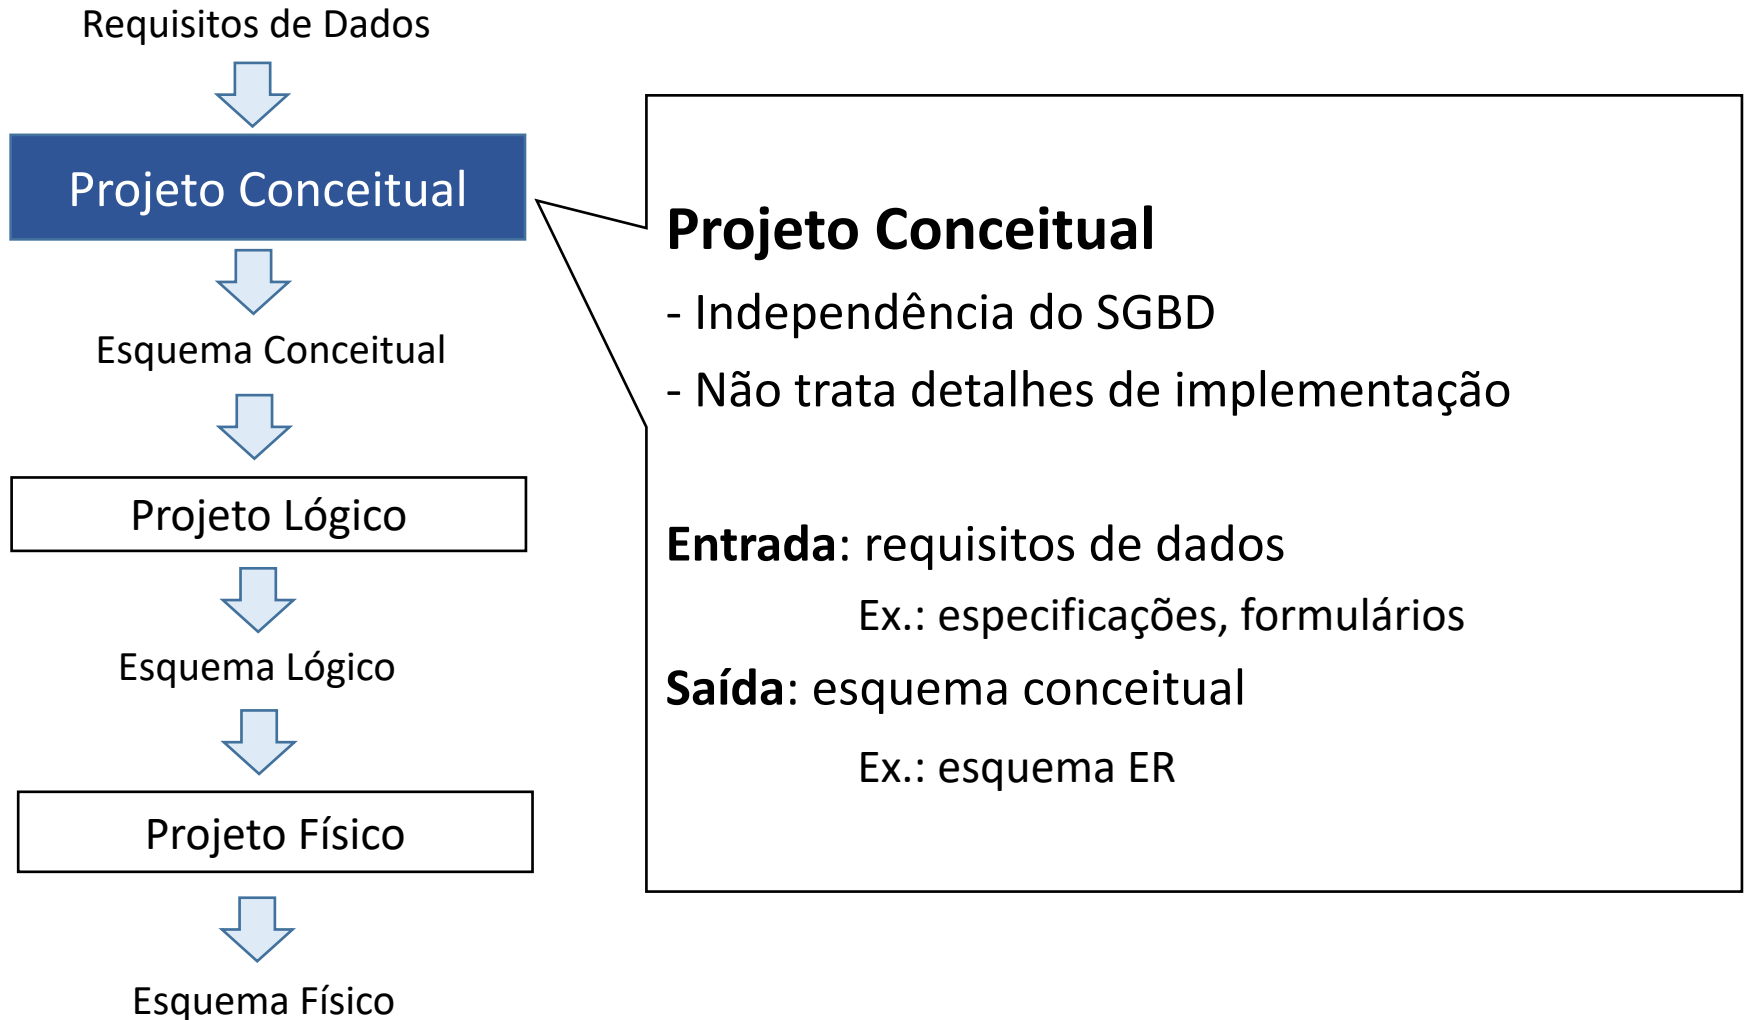 Requisitos de Dados
Projeto Conceitual
Esquema Conceitual
Projeto Lógico
Esquema Lógico
Projeto Físico
Esquema Físico
Projeto Conceitual
- Independência do SGBD
- Não trata detalhes de implementação
Entrada: requisitos de dados
Ex.: especificações, formulários
Saída: esquema conceitual
Ex.: esquema ER